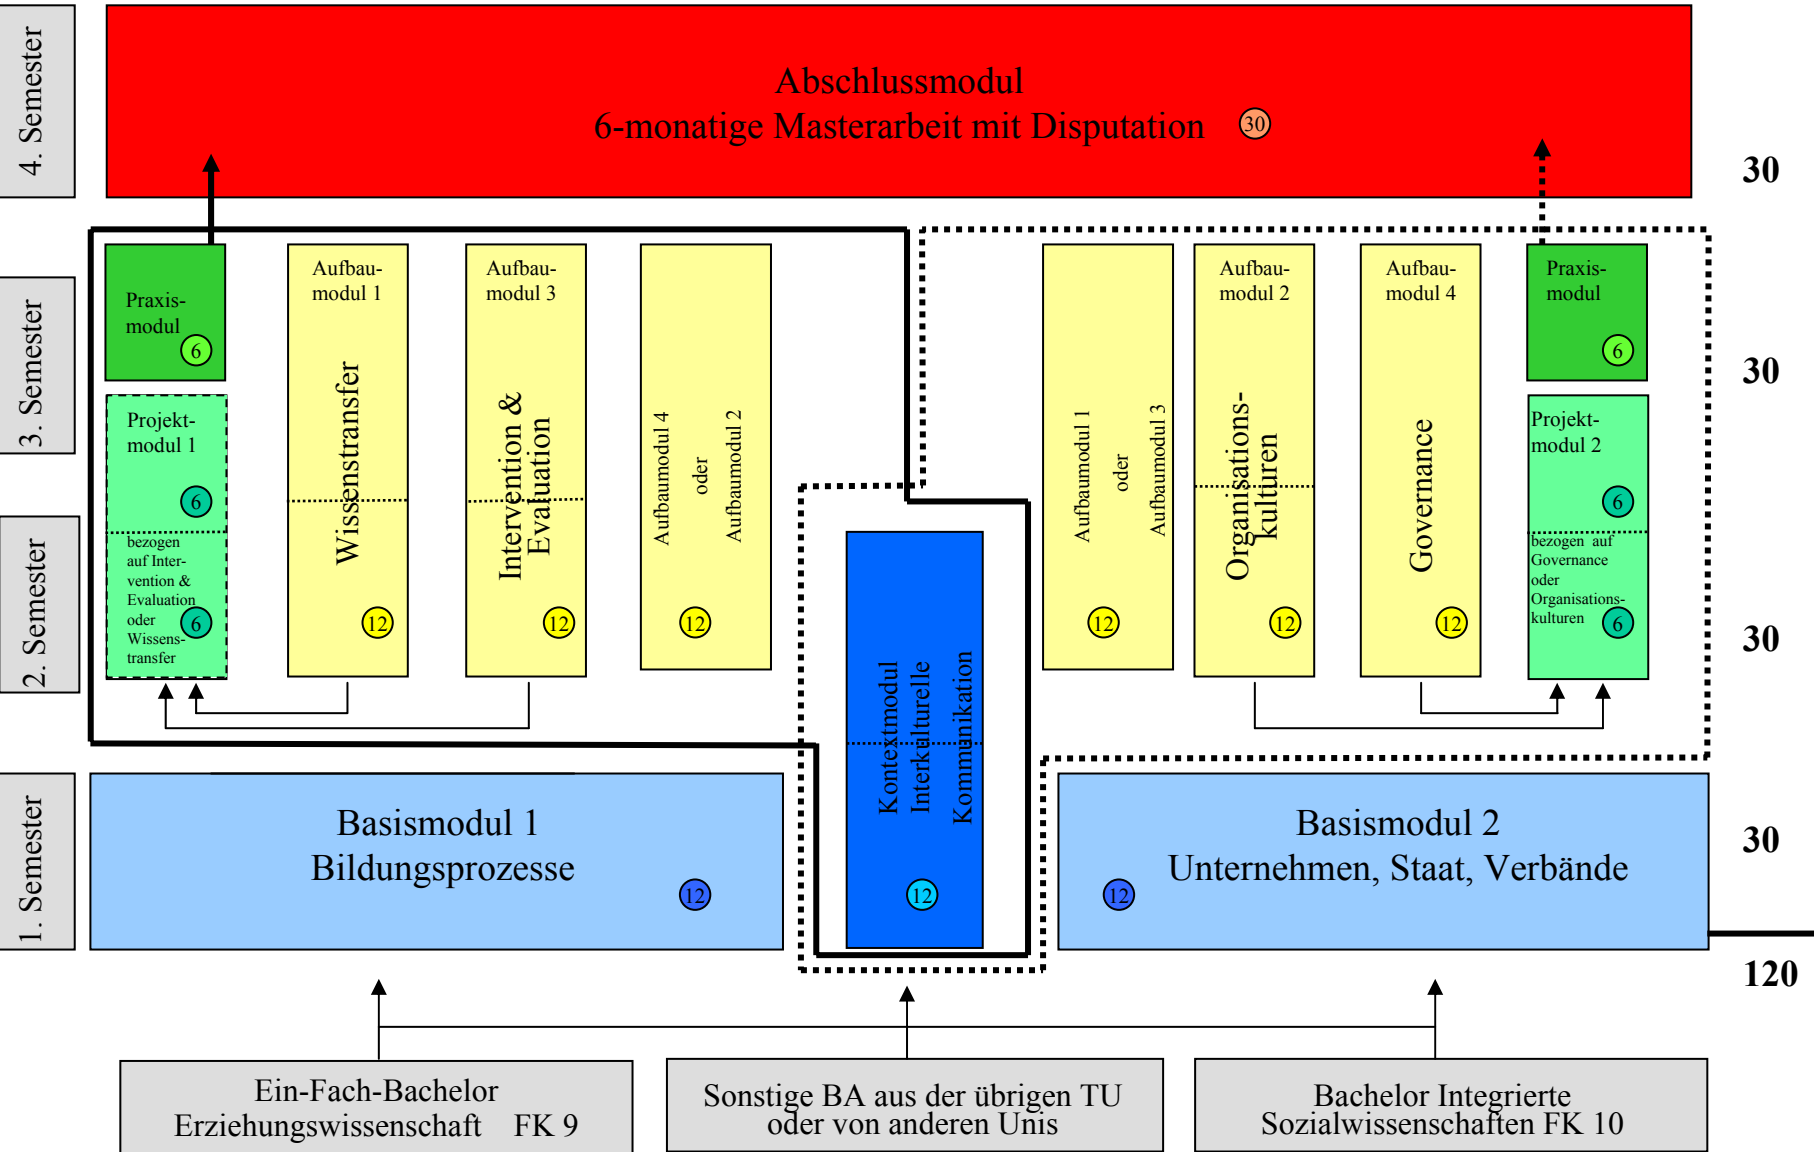 4. Semester
Abschlussmodul
6-monatige Masterarbeit mit Disputation 30
30
3. Semester
Praxis-
modul
6
Projekt-
modul 1
6
bezogen
auf Inter-
vention &
Evaluation
oder
Wissens-
transfer
6
Aufbau-
modul 1
Wissenstransfer
12
Aufbau-
modul 3
Intervention &
Evaluation
12
Aufbaumodul 4
oder
Aufbaumodul 2
12
Aufbaumodul 1
oder
Aufbaumodul 3
12
Aufbau-
modul 2
Organisations-
kulturen
12
Aufbau-
modul 4
Governance
12
Praxis-
modul
6
Projekt-
modul 2
6
bezogen auf
Governance
oder
Organisations-
kulturen
6
30
2. Semester
30
Kontextmodul
Interkulturelle
Kommunikation
12
1. Semester
Basismodul 1
Bildungsprozesse
12
Basismodul 2
Unternehmen, Staat, Verbände
12
30
120
Ein-Fach-Bachelor
Erziehungswissenschaft FK 9
Sonstige BA aus der übrigen TU
oder von anderen Unis
Bachelor Integrierte
Sozialwissenschaften FK 10